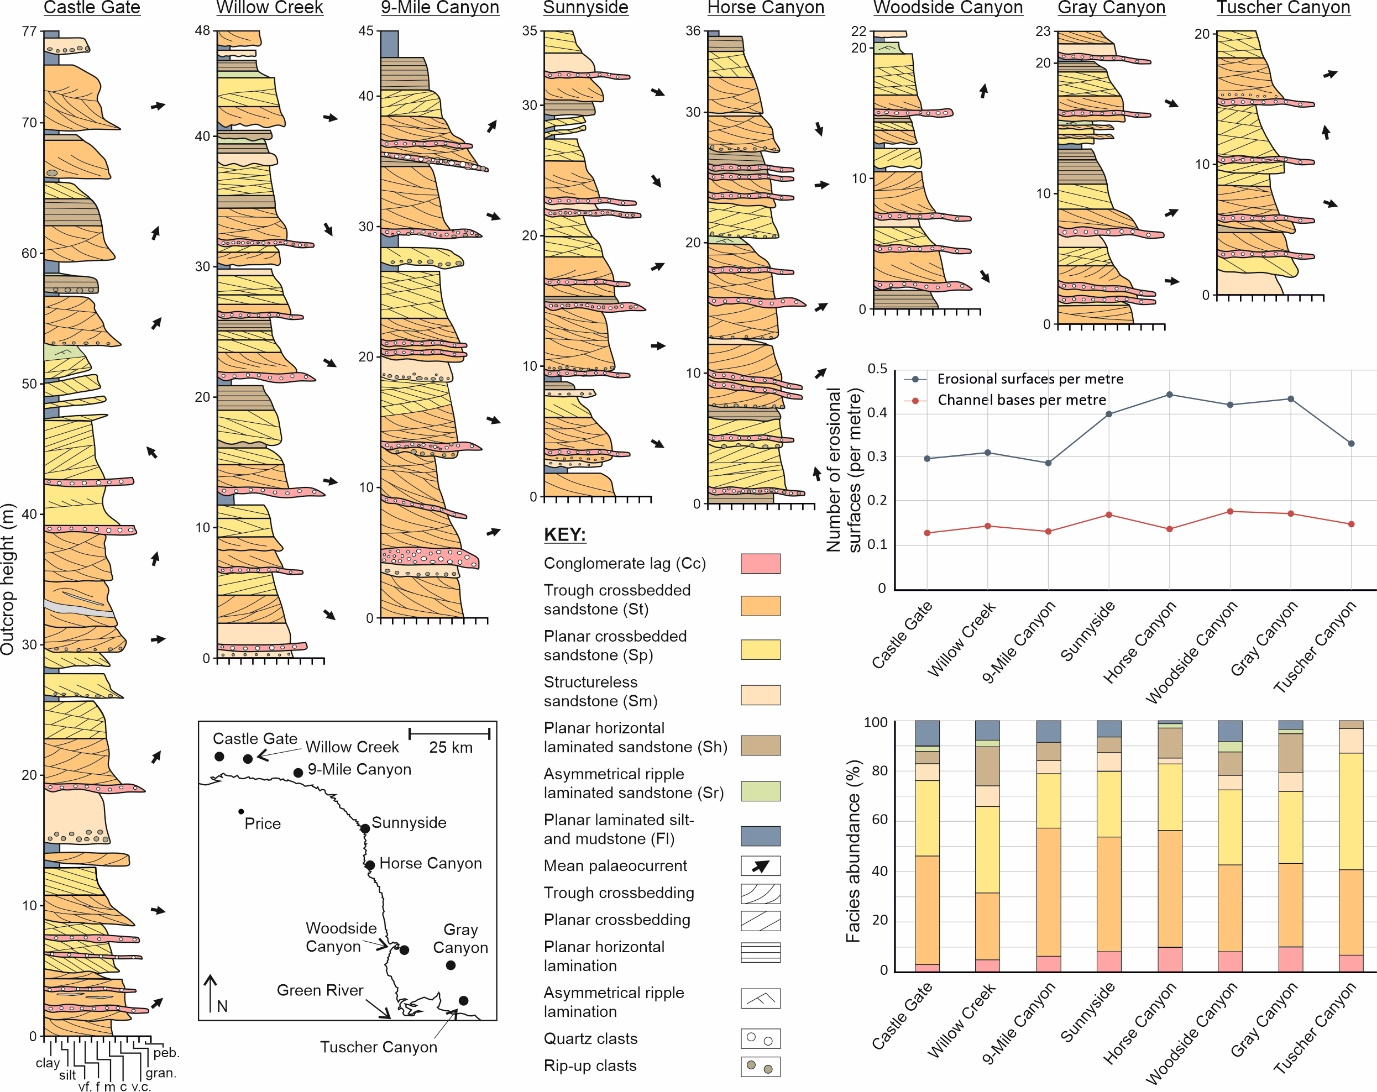 Castle Gate
Willow Creek
9-Mile Canyon
Sunnyside
Horse Canyon
Woodside Canyon
Gray Canyon
Tuscher Canyon
Outcrop height (m)
77
70
60
50
40
30
20
10
0
clay
silt
vf.
f
m
c
v.c.
gran.
peb.
48
40
30
20
10
0
45
40
30
20
10
0
35
30
20
10
0
36
30
20
10
0
22
20
10
0
23
20
10
0
20
10
0
KEY:
Conglomerate lag (Cc)
Trough crossbedded
sandstone (St)
Planar crossbedded
sandstone (Sp)
Structureless
sandstone (Sm)
Planar horizontal
laminated sandstone (Sh)
Asymmetrical ripple
laminated sandstone (Sr)
Planar laminated silt-
and mudstone (Fl)
Mean palaeocurrent
Trough crossbedding
Planar crossbedding
Planar horizontal
lamination
Asymmetrical ripple
lamination
Quartz clasts
Rip-up clasts
Castle Gate
Willow Creek
9-Mile Canyon
25 km
Price
Sunnyside
Horse Canyon
Woodside
Canyon
Gray
Canyon
Green River
N
Tuscher Canyon
Number of erosional
surfaces (per metre)
0.5
0.4
0.3
0.2
0.1
0
Erosional surfaces per metre
Channel bases per metre
Castle Gate
Willow Creek
9-Mile Canyon
Sunnyside
Horse Canyon
Woodside Canyon
Gray Canyon
Tuscher Canyon
Facies abundance (%)
100
80
60
40
20
0
Castle Gate
Willow Creek
9-Mile Canyon
Sunnyside
Horse Canyon
Woodside Canyon
Gray Canyon
Tuscher Canyon